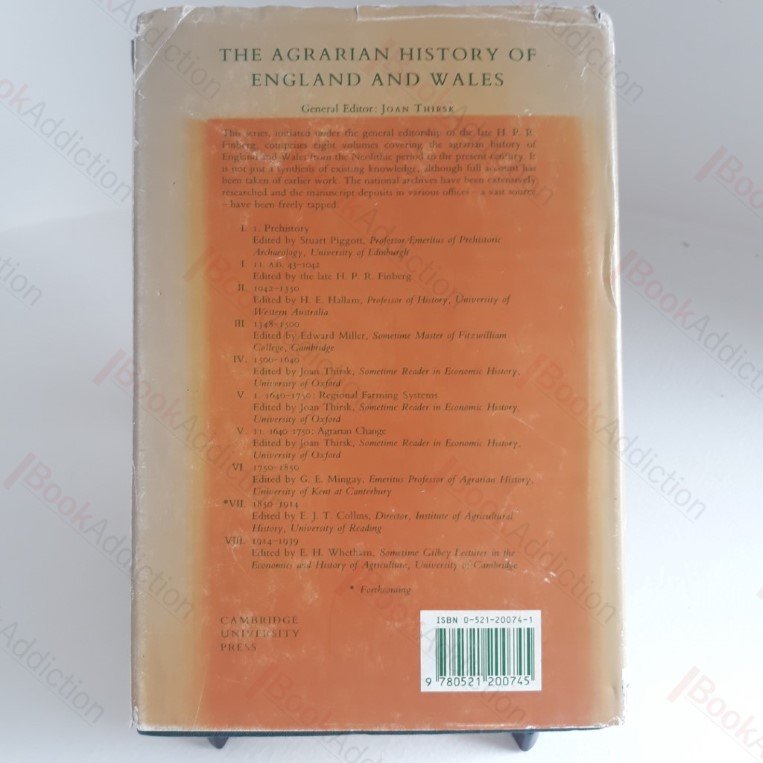 THE AGRARIAN HISTORY OF
ENGLAND AND WALES
General Editor: JOAN THIRSK
This series, initiated under the general editorship of the late H. P. R.
Finberg, comprises eight volumes covering the agrarian history of
England and Wales from the Neolithic period to the present century. It
is not just a synthesis of existing knowledge, although full account has
been taken of earlier work. The national archives have been extensively
researched and the manuscript deposits in various offices – a vast source
– have been freely tapped.
I. 1. Prehistory
Edited by Stuart Piggott, Professor Emeritus of Prehistoric
Archaeology, University of Edinburgh
I 11. A.D. 43–1042
Edited by the late H. P. R. Finberg
II. 1042–1350
Edited by H. E. Hallam, Professor of History, University of
Western Australia
III 1348–1500
Edited by Edward Miller, Sometime Master of Fitzwilliam
College, Cambridge
IV. 1500–1640
Edited by Joan Thirsk, Sometime Reader in Economic History,
University of Oxford
V 1. 1640–1750: Regional Farming Systems
Edited by Joan Thirsk, Sometime Reader in Economic History,
University of Oxford
V. 11. 1640–1750: Agrarian Change
Edited by Joan Thirsk, Sometime Reader in Economic History,
University of Oxford
VI 1750–1850
Edited by G. E. Mingay, Emeritus Professor of Agrarian History,
University of Kent at Canterbury
*VII. 1850–1914
Edited by E. J. T. Collins, Director, Institute of Agricultural
History, University of Reading
VIII. 1914–1939
Edited by E. H. Whetham, Sometime Gilbey Lecturer in the
Economics and History of Agriculture, University of Cambridge
* Forthcoming
CAMBRIDGE
UNIVERSITY
PRESS
ISBN 0-521-20074-1
9 780521 200745
BookAddiction